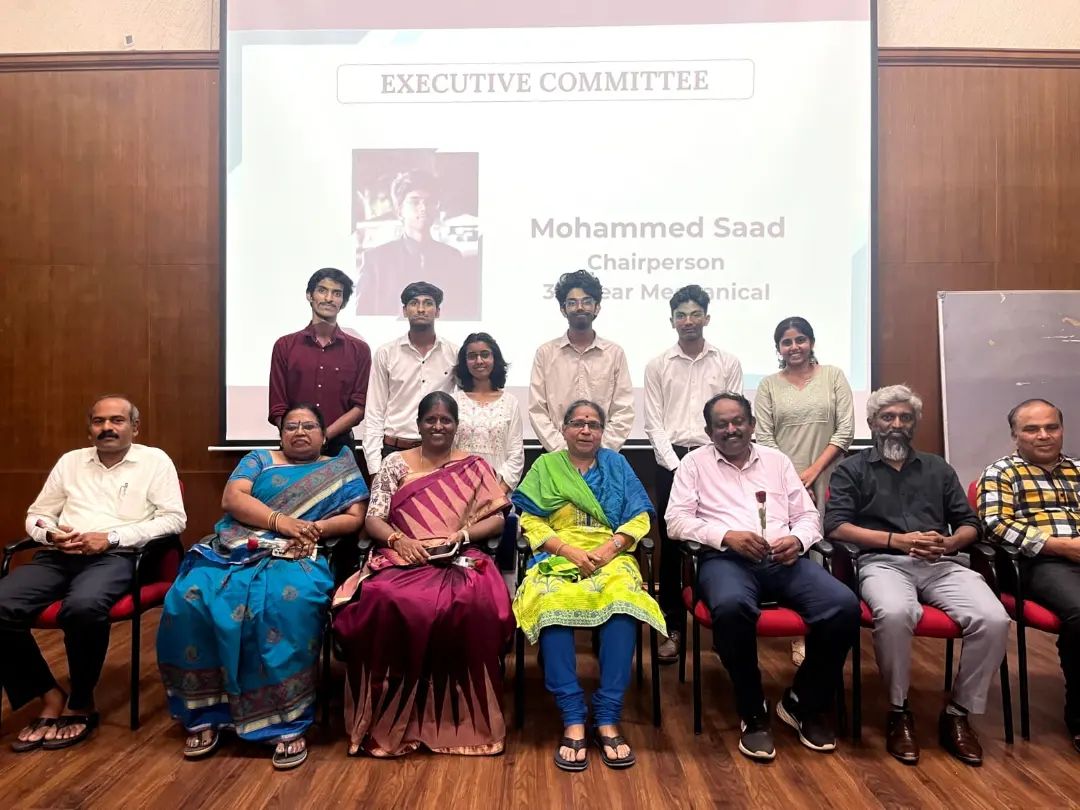 EXECUTIVE COMMITTEE
Mohammed Saad
Chairperson
Mechanical